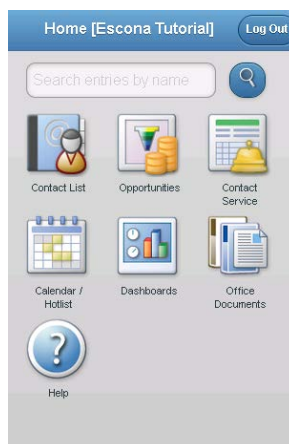 Home [Escona Tutorial]
Log Out
Search entries by name
Contact List
Opportunities
Contact
Service
Calendar /
Hotlist
Dashboards
Office
Documents
Help